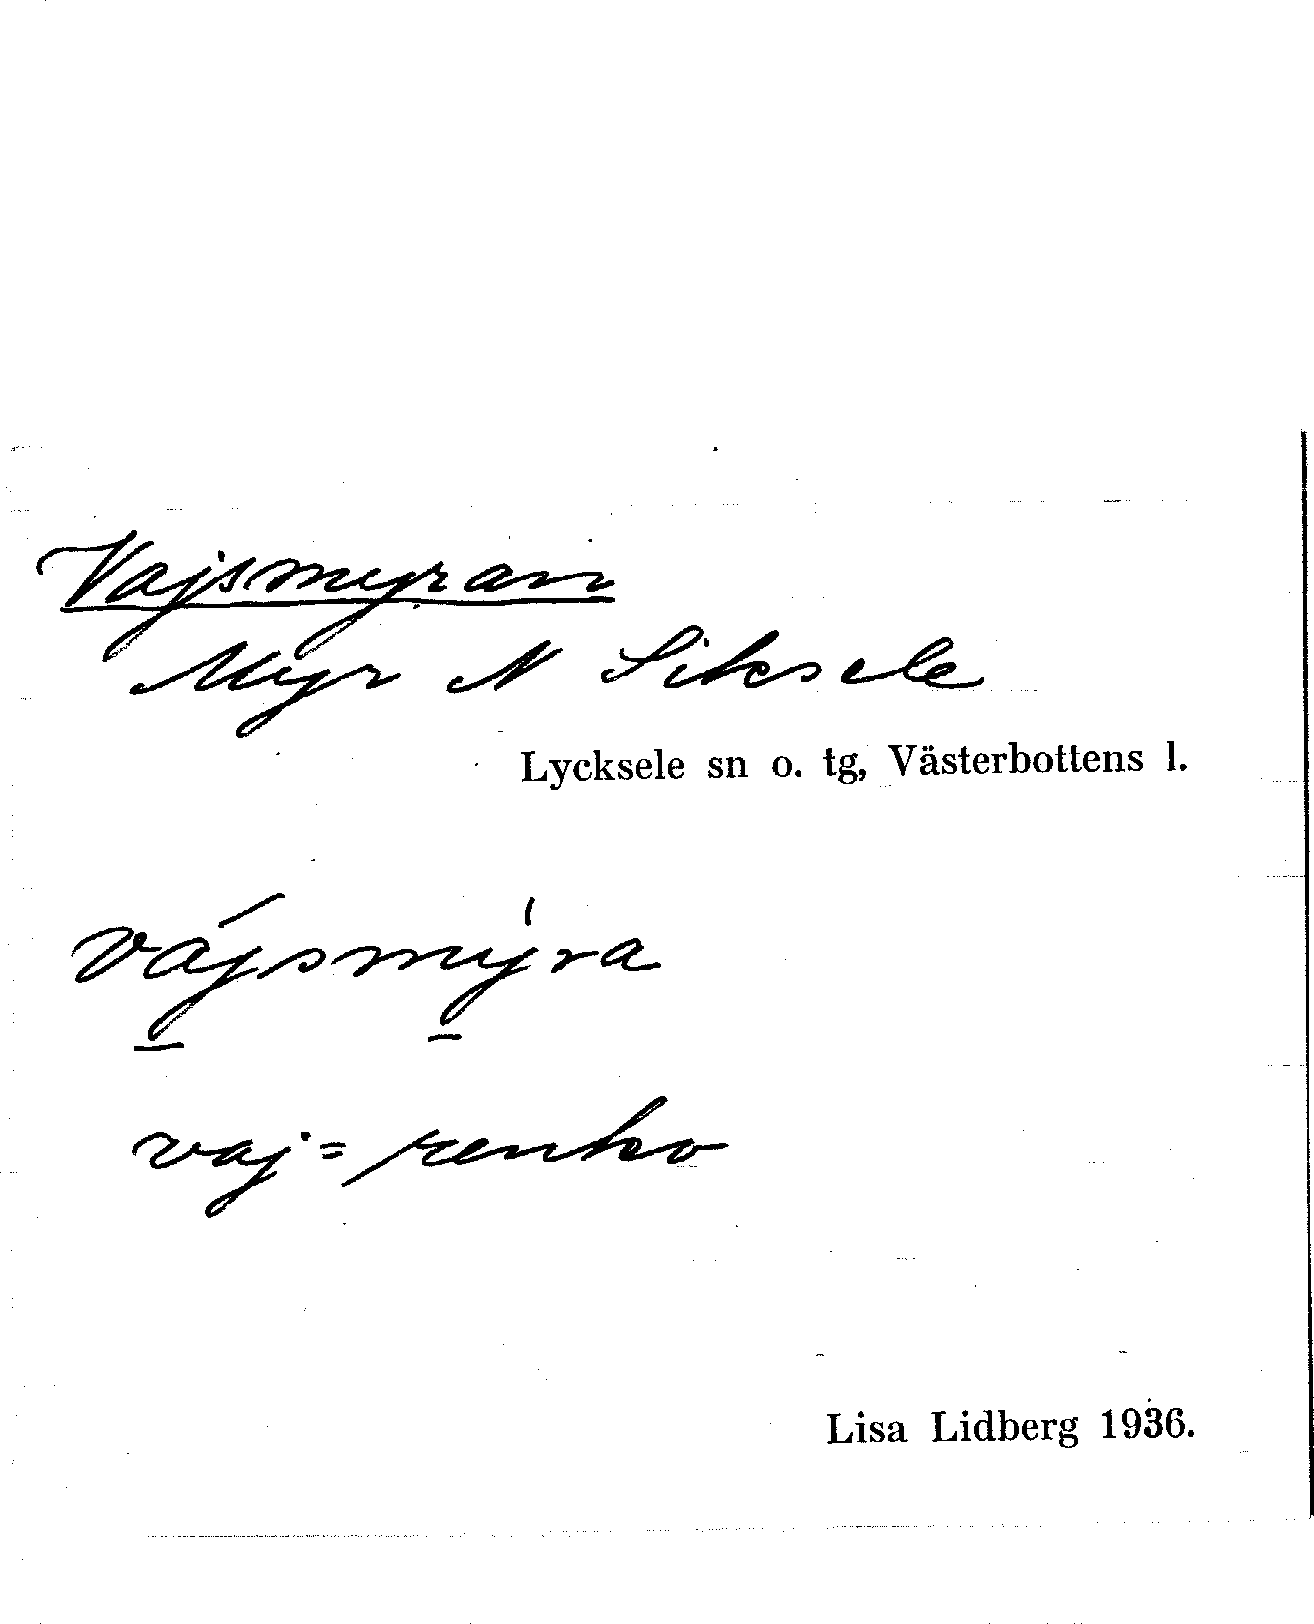 Vajsmyran
Myr N Siksele
Lycksele sn o. tg, Västerbottens l.
vájsmýra
vaj = renko
Lisa Lidberg 1936.